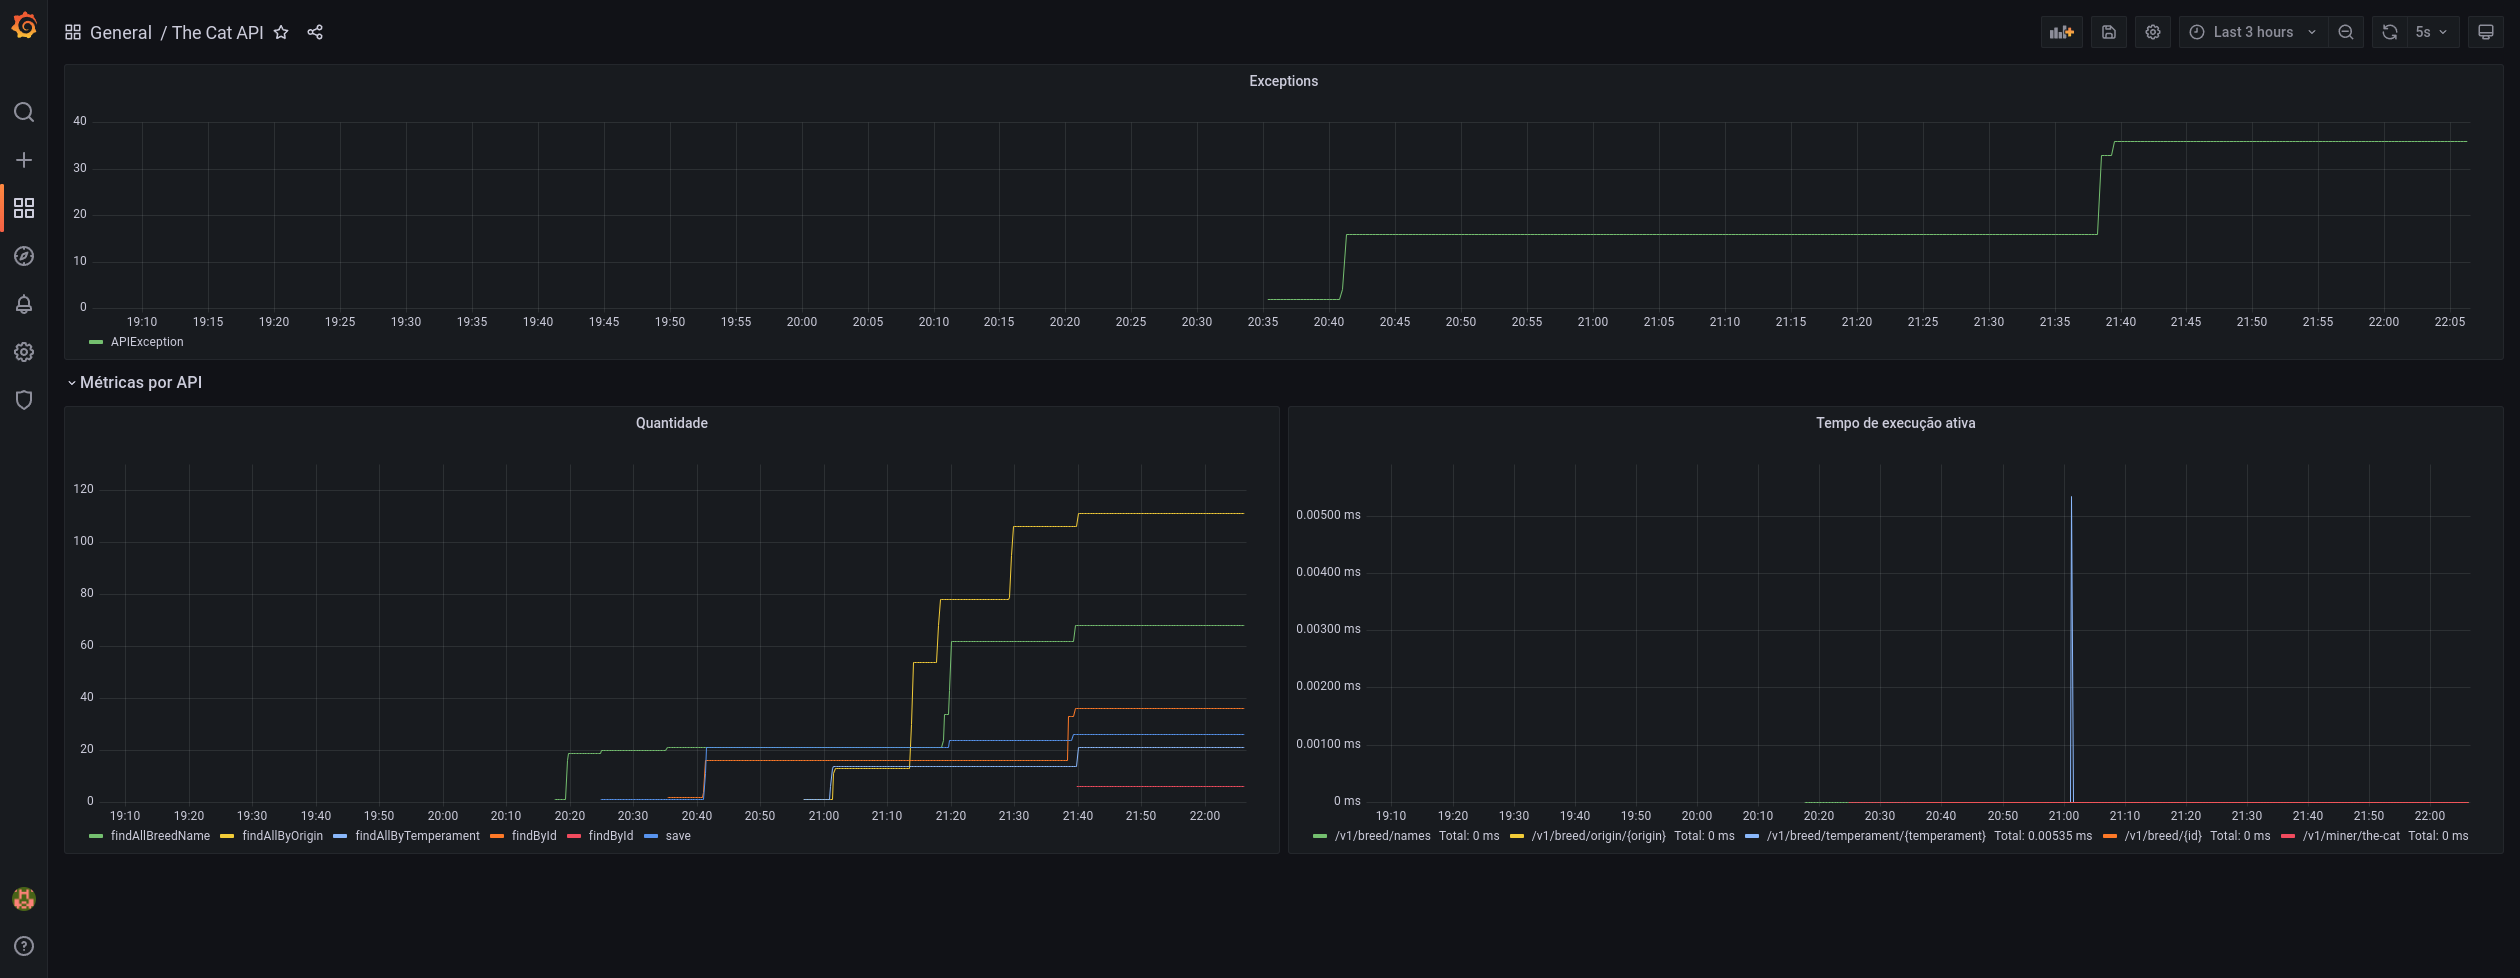 General / The Cat API
Last 3 hours
5s
Exceptions
40
30
20
10
0
19:10 19:15 19:20 19:25 19:30 19:35 19:40 19:45 19:50 19:55 20:00 20:05 20:10 20:15 20:20 20:25 20:30 20:35 20:40 20:45 20:50 20:55 21:00 21:05 21:10 21:15 21:20 21:25 21:30 21:35 21:40 21:45 21:50 21:55 22:00 22:05
APIException
Métricas por API
Quantidade
120
100
80
60
40
20
0
19:10 19:20 19:30 19:40 19:50 20:00 20:10 20:20 20:30 20:40 20:50 21:00 21:10 21:20 21:30 21:40 21:50 22:00
findAllBreedName findAllByOrigin findAllByTemperament findById findById save
Tempo de execução ativa
0.00500 ms
0.00400 ms
0.00300 ms
0.00200 ms
0.00100 ms
0 ms
19:10 19:20 19:30 19:40 19:50 20:00 20:10 20:20 20:30 20:40 20:50 21:00 21:10 21:20 21:30 21:40 21:50 22:00
/v1/breed/names Total: 0 ms /v1/breed/origin/{origin} Total: 0 ms /v1/breed/temperament/{temperament} Total: 0.00535 ms /v1/breed/{id} Total: 0 ms /v1/miner/the-cat Total: 0 ms